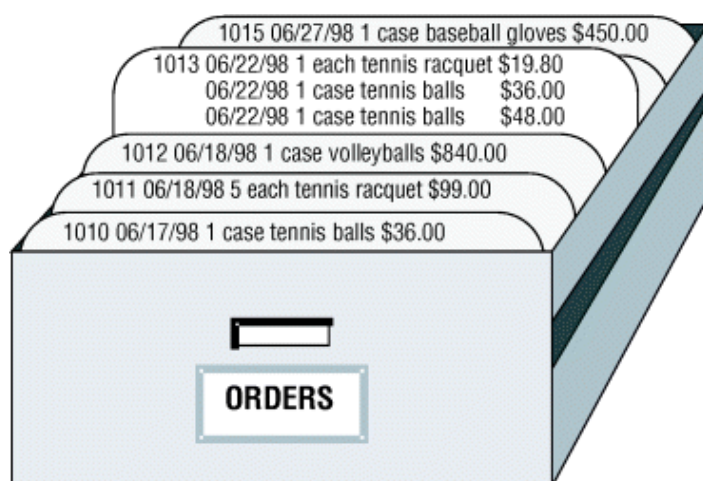 1015 06/27/98 1 case baseball gloves $450.00
1013 06/22/98 1 each tennis racquet $19.80
06/22/98 1 case tennis balls $36.00
06/22/98 1 case tennis balls $48.00
1012 06/18/98 1 case volleyballs $840.00
1011 06/18/98 5 each tennis racquet $99.00
1010 06/17/98 1 case tennis balls $36.00
ORDERS